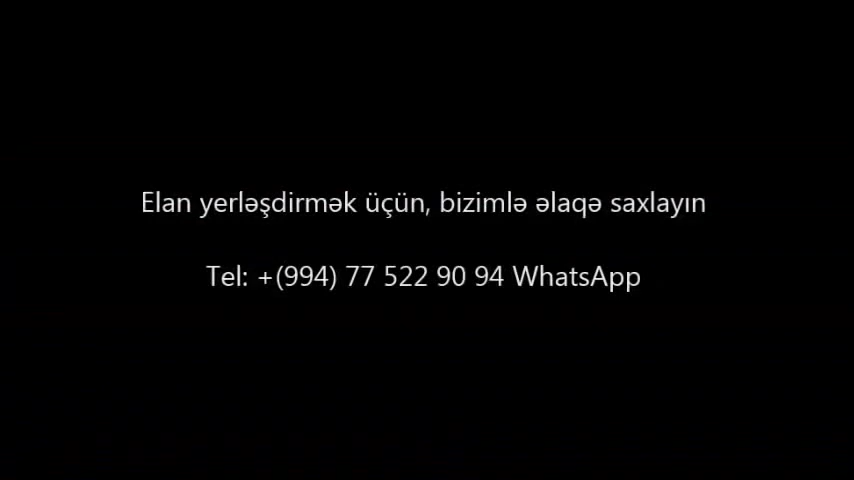 Elan yerləşdirmək üçün, bizimlə əlaqə saxlayın
Tel: +(994) 77 522 90 94 WhatsApp